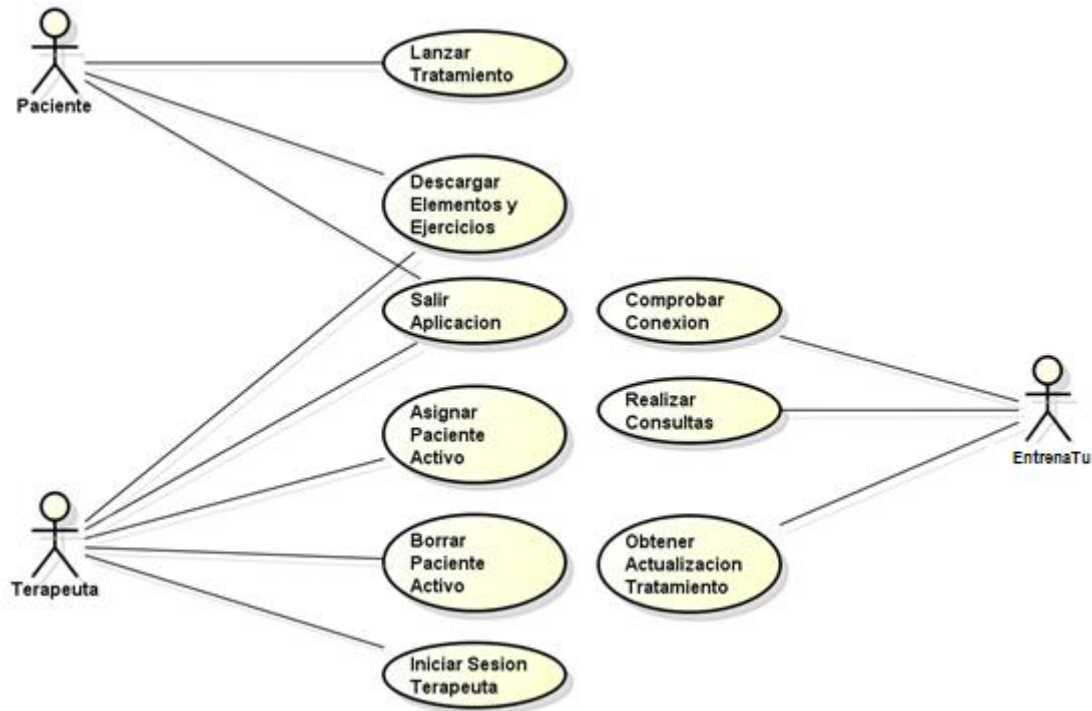 Lanzar
Tratamiento
Paciente
Descargar
Elementos y
Ejercicios
Salir
Aplicacion
Comprobar
Conexion
Realizar
Consultas
EntrenaTu
Asignar
Paciente
Activo
Terapeuta
Borrar
Paciente
Activo
Obtener
Actualizacion
Tratamiento
Iniciar Sesion
Terapeuta